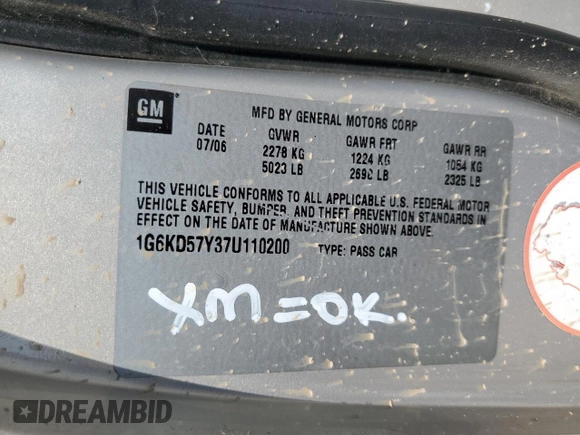 GM
MFD BY GENERAL MOTORS CORP
DATE GVWR GAWR FRT GAWR RR
07/06 2278 KG 1224 KG 1054 KG
5023 LB 2698 LB 2325 LB
THIS VEHICLE CONFORMS TO ALL APPLICABLE U.S. FEDERAL MOTOR
VEHICLE SAFETY, BUMPER, AND THEFT PREVENTION STANDARDS IN
EFFECT ON THE DATE OF MANUFACTURE SHOWN ABOVE.
1G6KD57Y37U110200 TYPE: PASS CAR
XM=OK.
DREAMBID